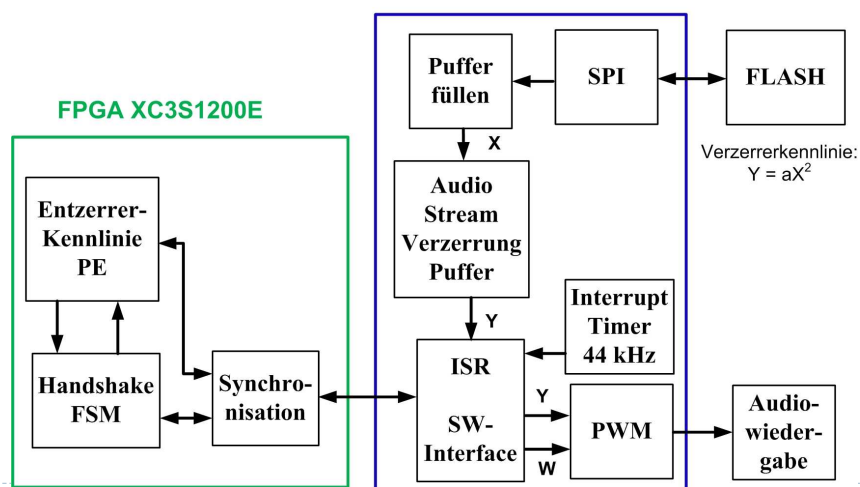 FPGA XC3S1200E
Entzerrer-
Kennlinie
PE
Handshake
FSM
Synchro-
nisation
Puffer
füllen
SPI
FLASH
Verzerrerkennlinie:
Y = aX²
X
Audio
Stream
Verzerrung
Puffer
Y
Interrupt
Timer
44 kHz
ISR
SW-
Interface
Y
W
PWM
Audio-
wieder-
gabe